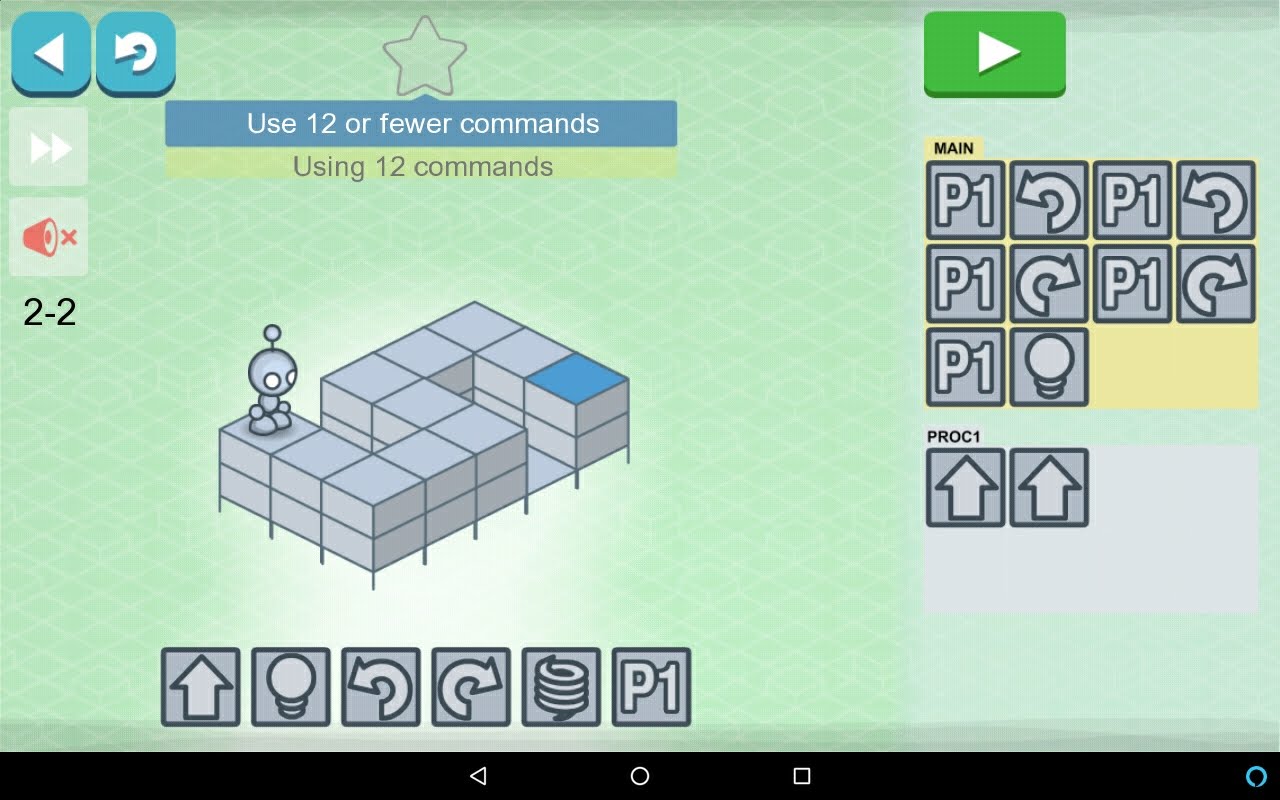 Use 12 or fewer commands
Using 12 commands
2-2
MAIN
P1 P1
P1 P1
P1
PROC1
P1